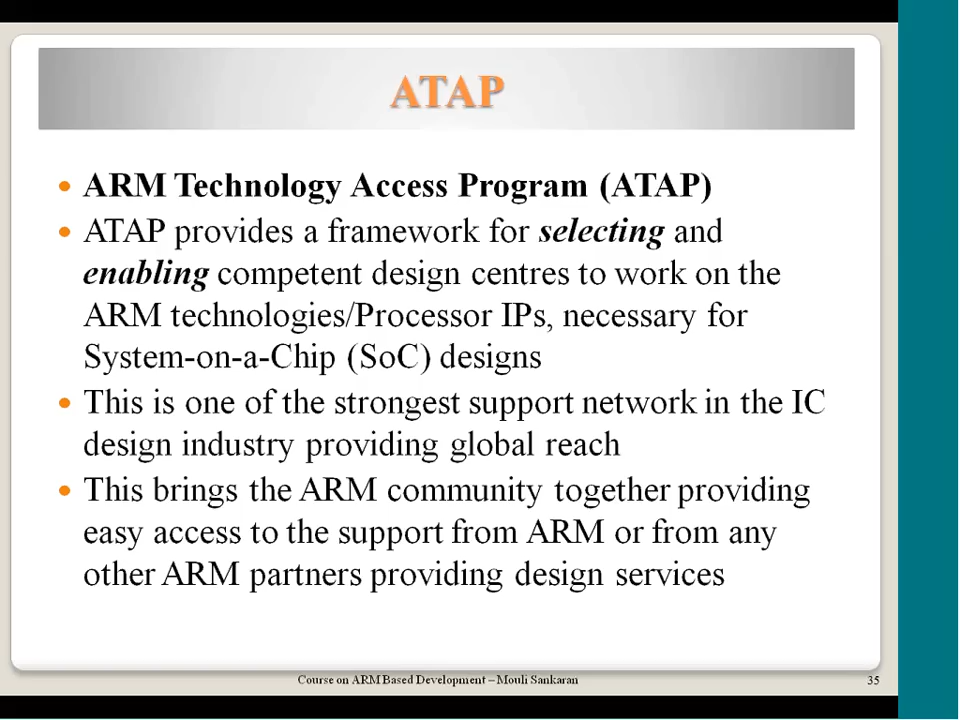 ATAP
• ARM Technology Access Program (ATAP)
• ATAP provides a framework for selecting and
enabling competent design centres to work on the
ARM technologies/Processor IPs, necessary for
System-on-a-Chip (SoC) designs
• This is one of the strongest support network in the IC
design industry providing global reach
• This brings the ARM community together providing
easy access to the support from ARM or from any
other ARM partners providing design services
Course on ARM Based Development – Mouli Sankaran
35